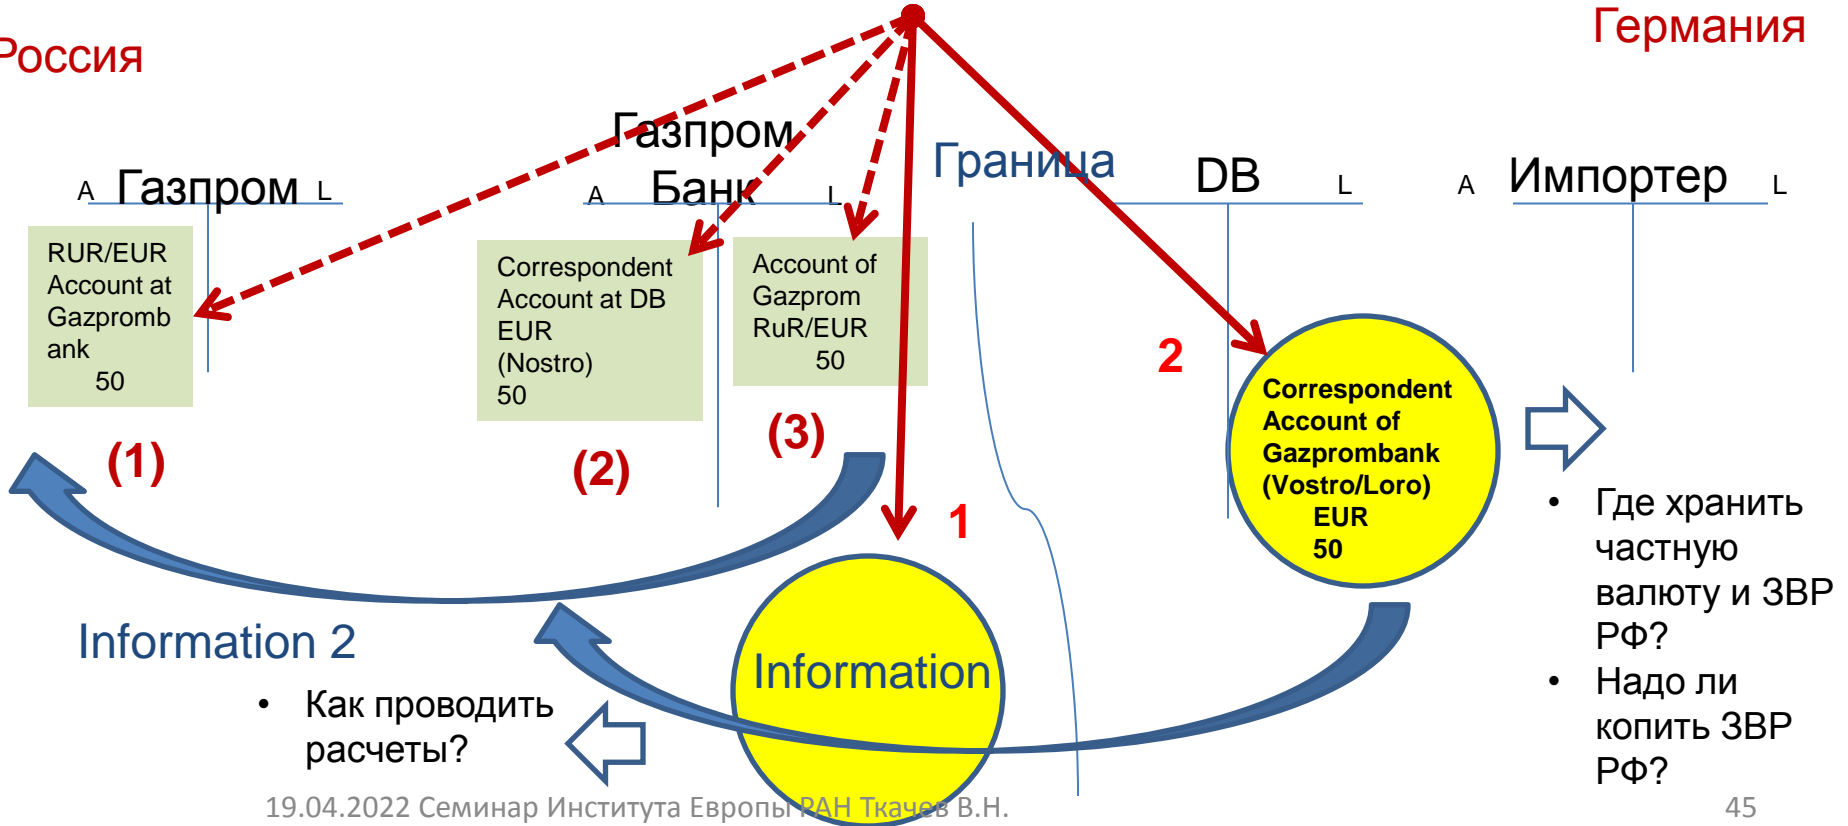 Россия
Германия
A Газпром L
Газпром
A Банк L
Граница
DB L
A Импортер L
RUR/EUR
Account at
Gazpromb
ank
50
(1)
Correspondent
Account at DB
EUR
(Nostro)
50
(2)
Account of
Gazprom
RuR/EUR
50
(3)
1
2
Correspondent
Account of
Gazprombank
(Vostro/Loro)
EUR
50
• Где хранить
частную
валюту и ЗВР
РФ?
• Надо ли
копить ЗВР
РФ?
Information 2
Information
• Как проводить
расчеты?
19.04.2022 Семинар Института Европы РАН Ткачев В.Н.
45